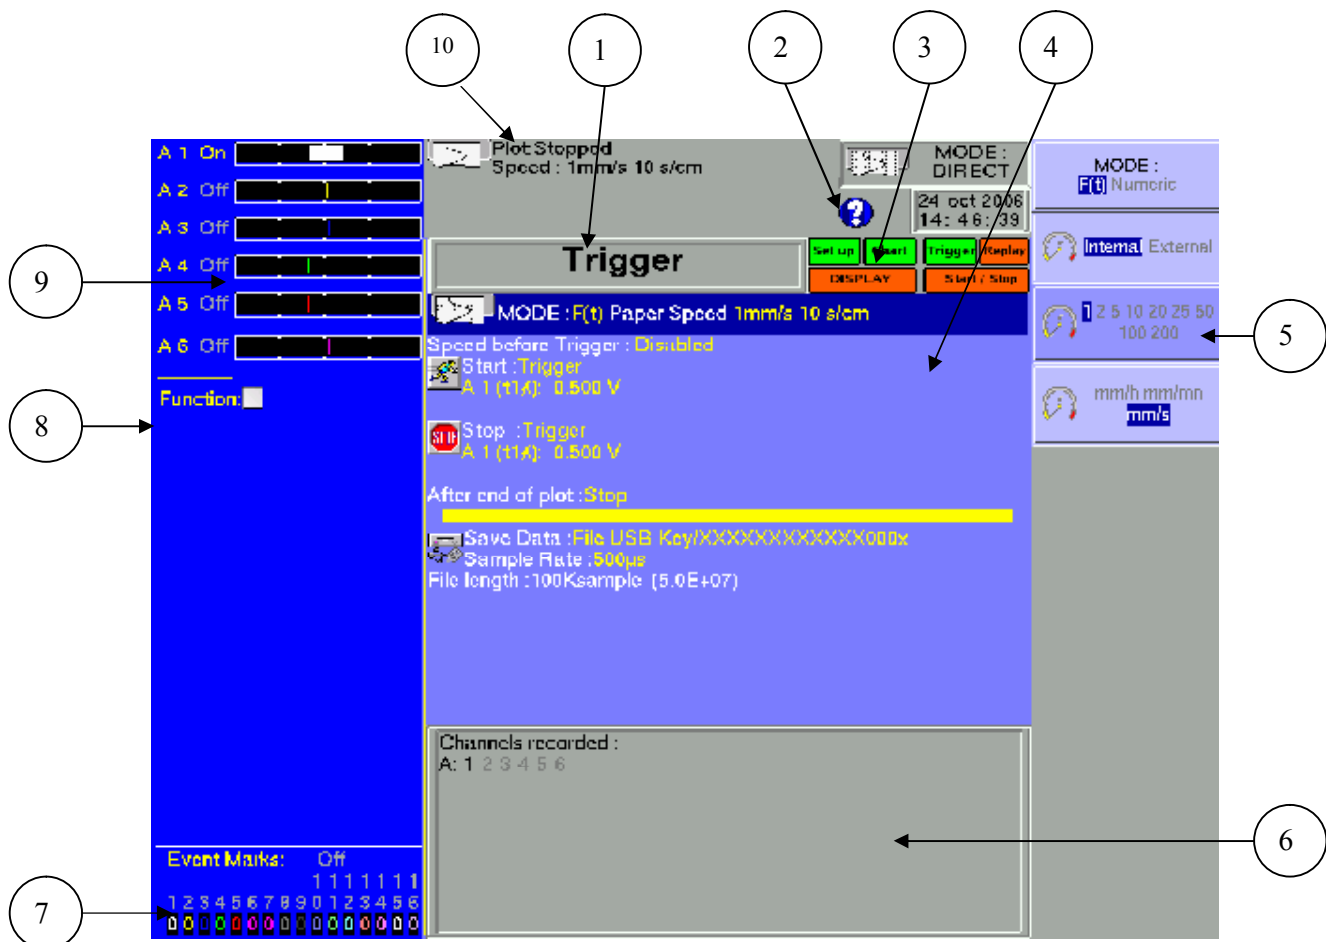 10
1
2
3
4
A 1 On
A 2 Off
A 3 Off
A 4 Off
A 5 Off
A 6 Off
Function:
Plot Stopped
Speed : 1mm/s 10 s/cm
MODE :
DIRECT
24 oct 2006
14: 46: 39
?
Trigger
Set up
Trigger Replay
DISPLAY
Start / Stop
MODE : F(t) Paper Speed 1mm/s 10 s/cm
Speed before Trigger : Disabled
Start :Trigger
A 1 (t1 ): 0.500 V
Stop :Trigger
A 1 (t1 ): 0.500 V
After end of plot :Stop
Save Data :File USB Key/XXXXXXXXXXXXX000x
Sample Rate :500µs
File length :100Ksample (5.0E+07)
Channels recorded :
A: 1 2 3 4 5 6
MODE :
F(t) Numeric
Internal External
1 2 5 10 20 25 50
100 200
mm/h mm/mn
mm/s
9
8
5
6
7
Event Marks: Off
1 1 1 1 1 1 1
1 2 3 4 5 6 7 8 9 0 1 2 3 4 5 6
0 0 0 0 0 0 0 0 0 0 0 0 0 0 0 0